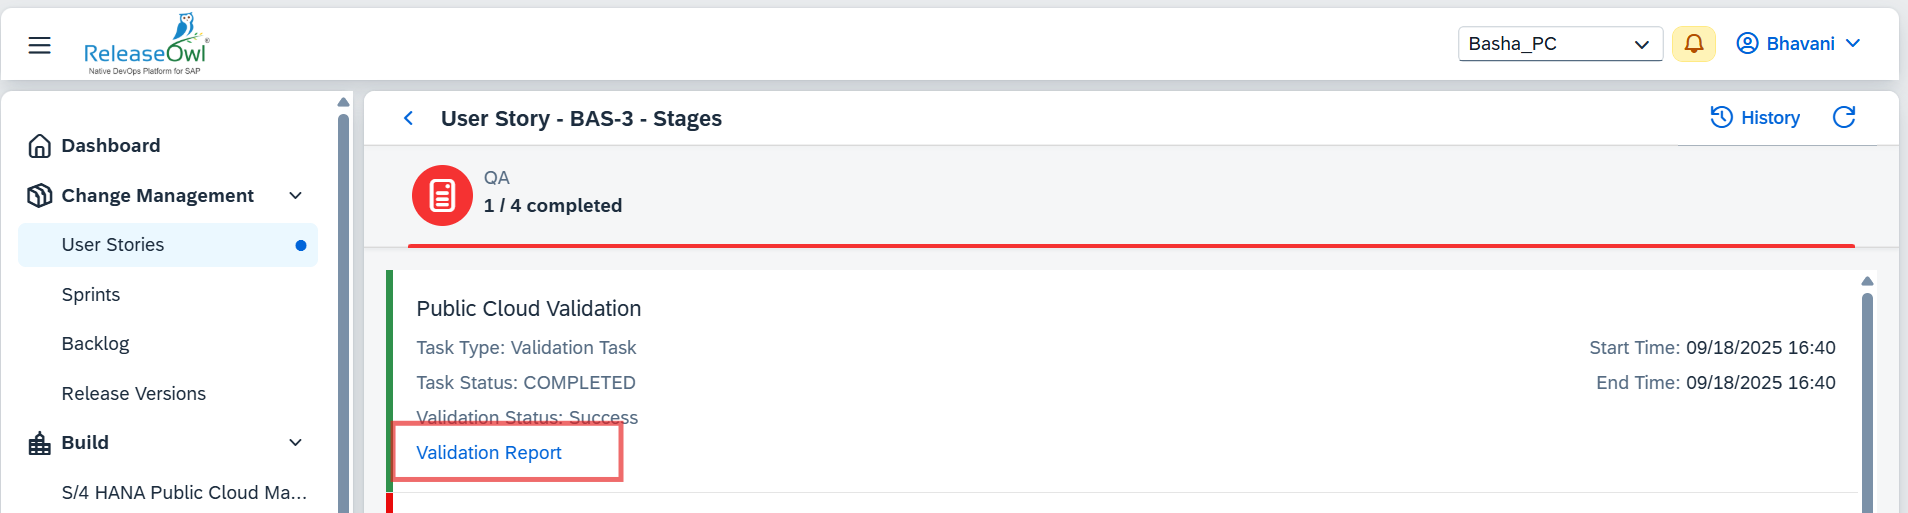 ReleaseOwl®
Native DevOps Platform for SAP
Basha_PC
Bhavani
Dashboard
Change Management
User Stories
Sprints
Backlog
Release Versions
Build
S/4 HANA Public Cloud Ma...
User Story - BAS-3 - Stages
History
QA
1 / 4 completed
Public Cloud Validation
Task Type: Validation Task
Start Time: 09/18/2025 16:40
Task Status: COMPLETED
End Time: 09/18/2025 16:40
Validation Status: Success
Validation Report